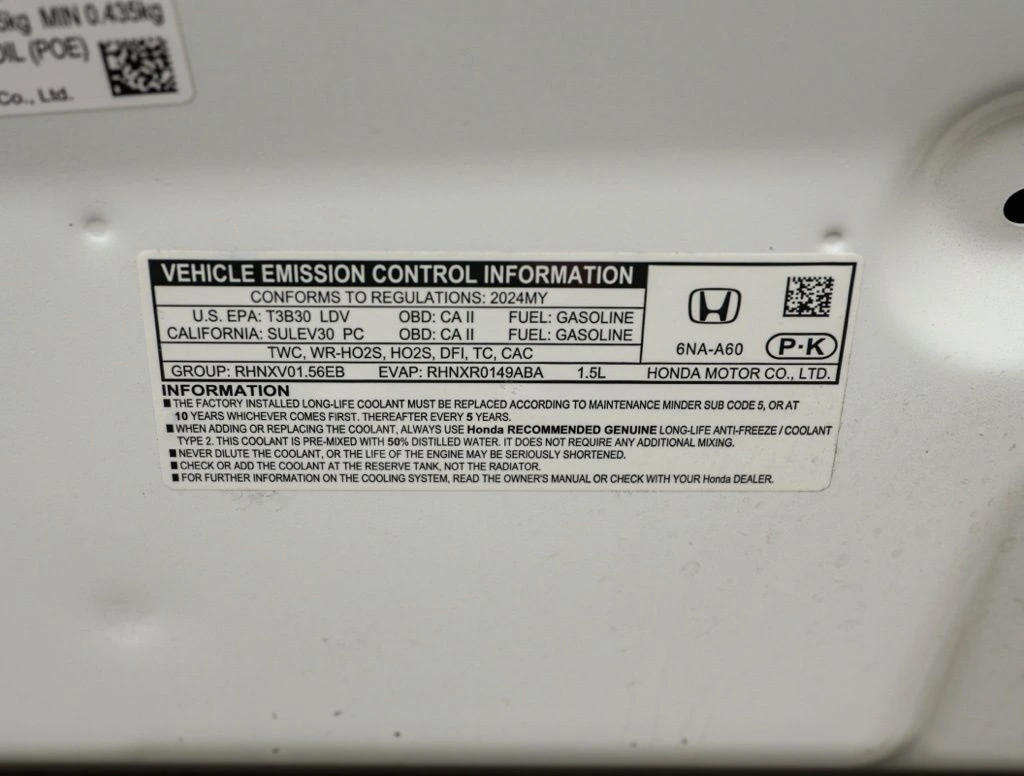 MIN 0.435kg
(POE)
Co., Ltd.
VEHICLE EMISSION CONTROL INFORMATION
CONFORMS TO REGULATIONS: 2024MY
U.S. EPA: T3B30 LDV OBD: CA II FUEL: GASOLINE
CALIFORNIA: SULEV30 PC OBD: CA II FUEL: GASOLINE
TWC, WR-HO2S, HO2S, DFI, TC, CAC
6NA-A60 P·K
GROUP: RHNXV01.56EB EVAP: RHNXR0149ABA 1.5L HONDA MOTOR CO., LTD.
INFORMATION
■ THE FACTORY INSTALLED LONG-LIFE COOLANT MUST BE REPLACED ACCORDING TO MAINTENANCE MINDER SUB CODE 5, OR AT
10 YEARS WHICHEVER COMES FIRST. THEREAFTER EVERY 5 YEARS.
■ WHEN ADDING OR REPLACING THE COOLANT, ALWAYS USE Honda RECOMMENDED GENUINE LONG-LIFE ANTI-FREEZE / COOLANT
TYPE 2. THIS COOLANT IS PRE-MIXED WITH 50% DISTILLED WATER. IT DOES NOT REQUIRE ANY ADDITIONAL MIXING.
■ NEVER DILUTE THE COOLANT, OR THE LIFE OF THE ENGINE MAY BE SERIOUSLY SHORTENED.
■ CHECK OR ADD THE COOLANT AT THE RESERVE TANK, NOT THE RADIATOR.
■ FOR FURTHER INFORMATION ON THE COOLING SYSTEM, READ THE OWNER'S MANUAL OR CHECK WITH YOUR Honda DEALER.